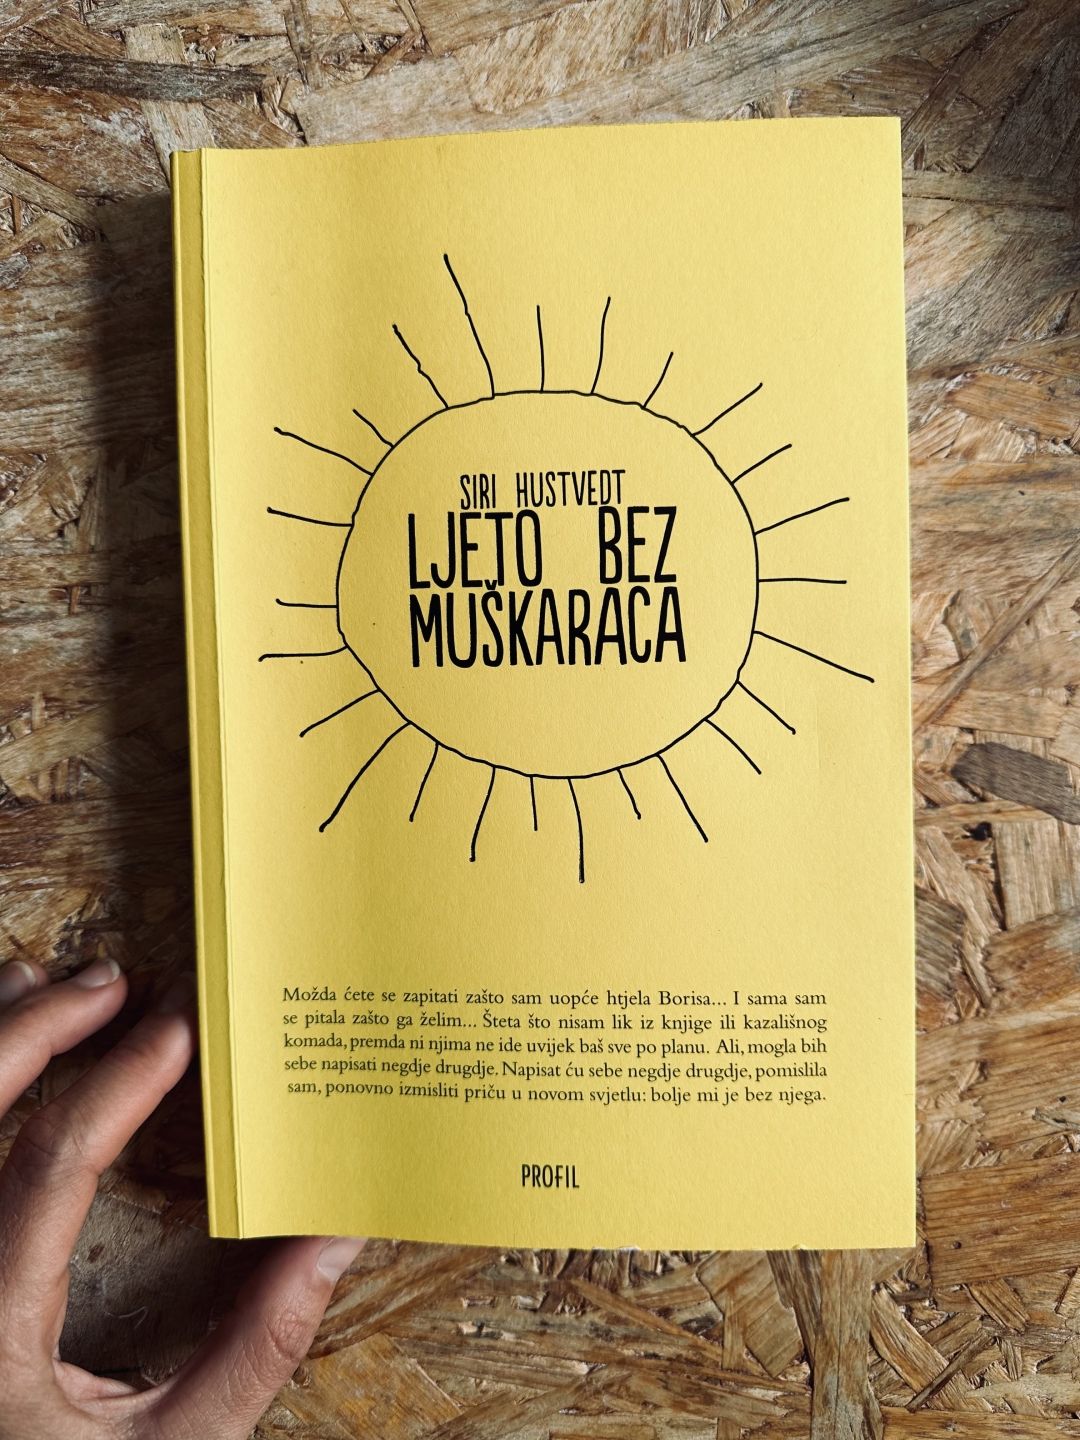 SIRI HUSTVEDT
LJETO BEZ
MUŠKARACA
Možda ćete se zapitati zašto sam uopće htjela Borisa... I sama sam
se pitala zašto ga želim... Šteta što nisam lik iz knjige ili kazališnog
komada, premda ni njima ne ide uvijek baš sve po planu. Ali, mogla bih
sebe napisati negdje drugdje. Napisat ću sebe negdje drugdje, pomislila
sam, ponovno izmisliti priču u novom svjetlu: bolje mi je bez njega.
PROFIL